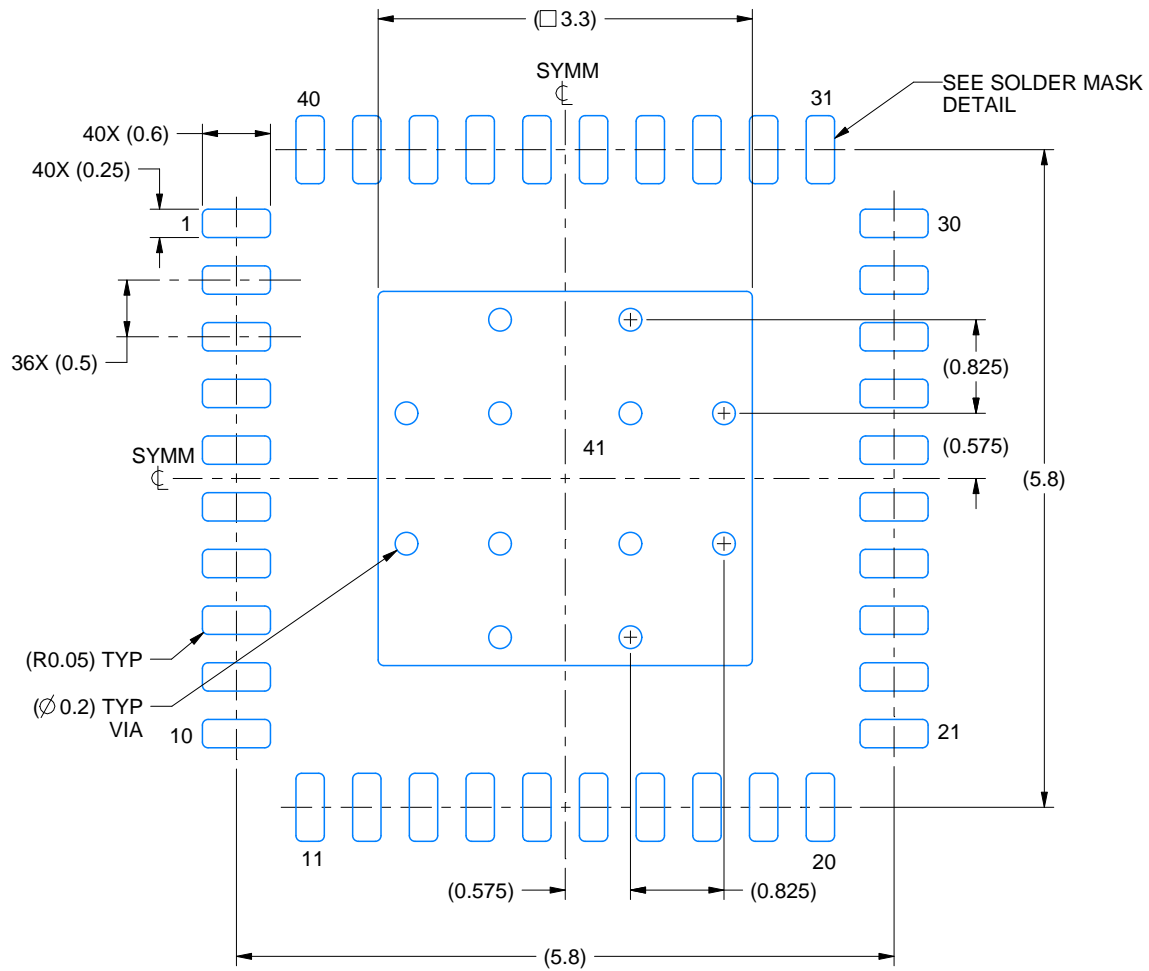 (□ 3.3)
SYMM
℄
SEE SOLDER MASK
DETAIL
40
31
40X (0.6)
40X (0.25)
1
30
36X (0.5)
(0.825)
41
(0.575)
SYMM
℄
(5.8)
(R0.05) TYP
(∅ 0.2) TYP
VIA
10
21
11
20
(0.575)
(0.825)
(5.8)